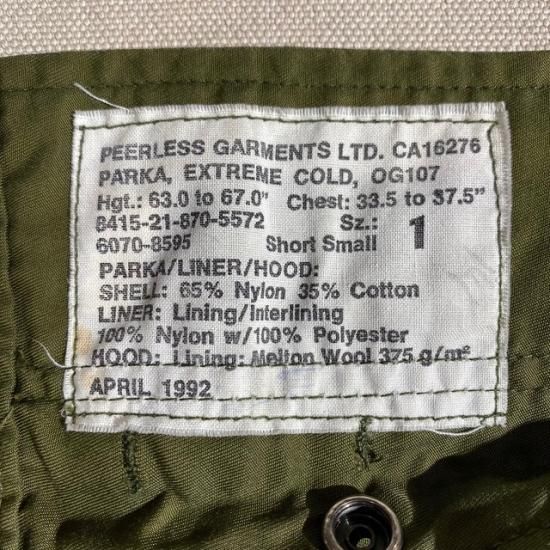 PEERLESS GARMENTS LTD. CA16276
PARKA, EXTREME COLD, OG107
Hgt.: 63.0 to 67.0" Chest: 33.5 to 37.5"
8415-21-870-5572 Sz.: 1
6070-8595 Short Small
PARKA/LINER/HOOD:
SHELL: 65% Nylon 35% Cotton
LINER: Lining/Interlining
100% Nylon w/100% Polyester
HOOD: Lining: Melton Wool 375 g/m²
APRIL 1992